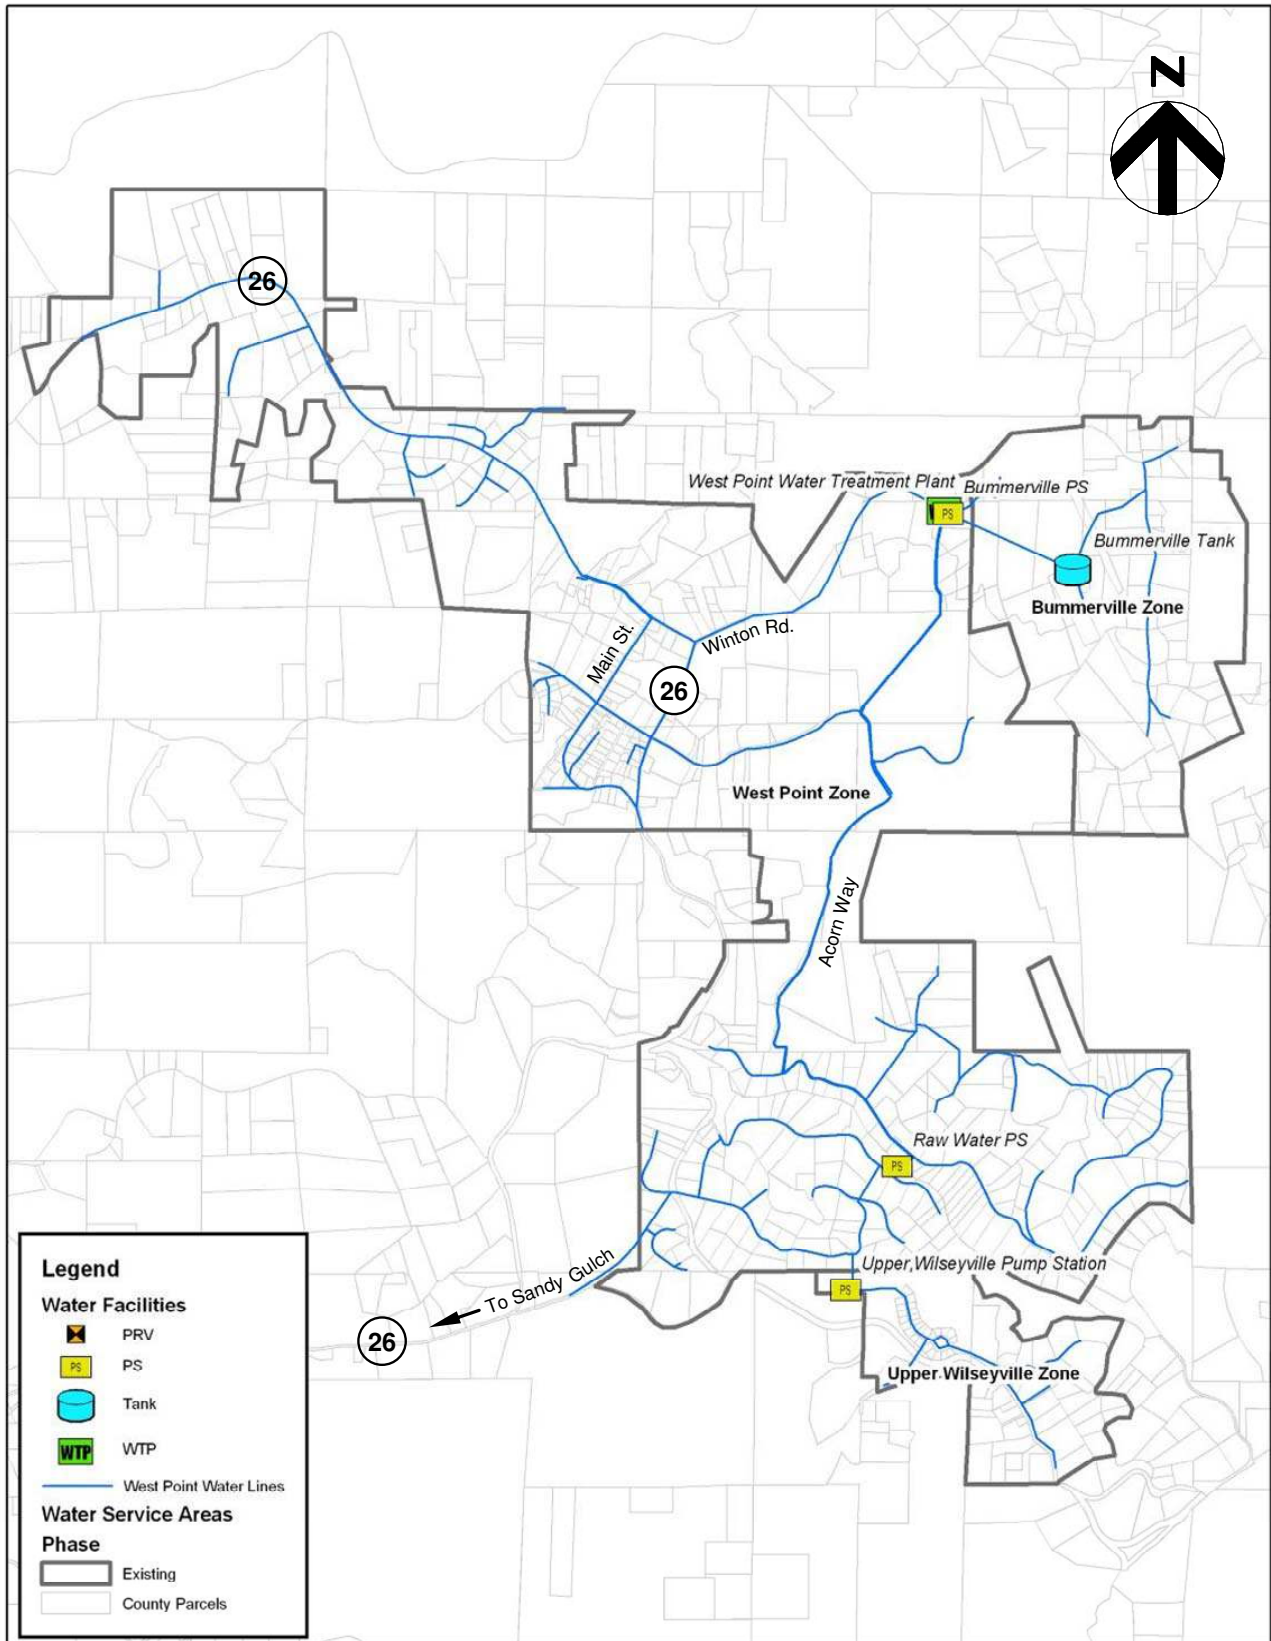 N
26
West Point Water Treatment Plant
Bummerville PS
PS
Bummerville Tank
Bummerville Zone
Main St.
Winton Rd.
26
West Point Zone
Acorn Way
Raw Water PS
PS
Upper Wilseyville Pump Station
PS
To Sandy Gulch
26
Upper Wilseyville Zone
Legend
Water Facilities
PRV
PS PS
Tank
WTP WTP
West Point Water Lines
Water Service Areas
Phase
Existing
County Parcels